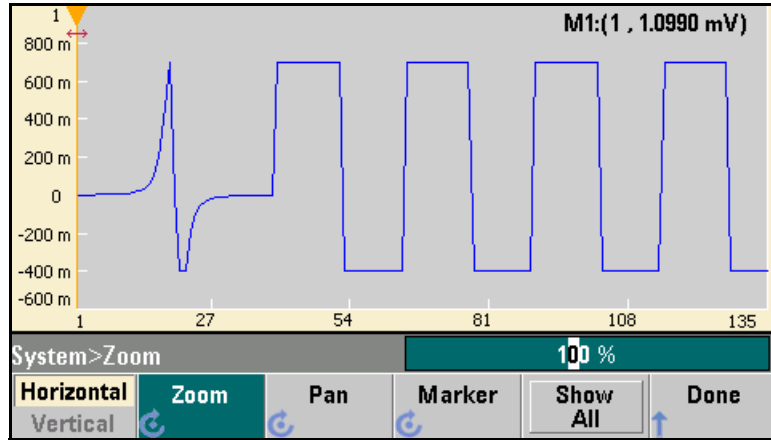 1
M1:(1 , 1.0990 mV)
800 m
600 m
400 m
200 m
0
-200 m
-400 m
-600 m
1 27 54 81 108 135
System>Zoom 100 %
Horizontal Zoom Pan Marker Show Done
Vertical All